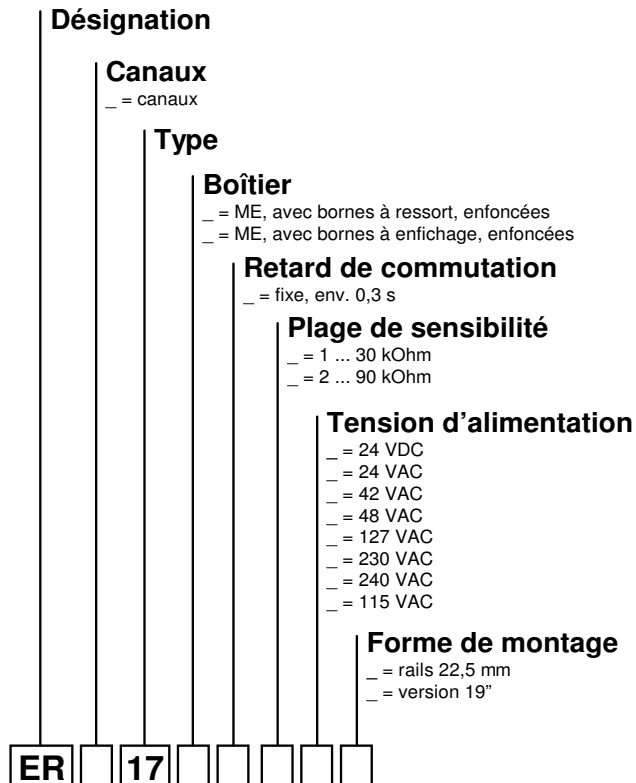 Désignation
Canaux
_ = canaux
Type
Boîtier
_ = ME, avec bornes à ressort, enfoncées
_ = ME, avec bornes à enfichage, enfoncées
Retard de commutation
_ = fixe, env. 0,3 s
Plage de sensibilité
_ = 1 ... 30 kOhm
_ = 2 ... 90 kOhm
Tension d'alimentation
_ = 24 VDC
_ = 24 VAC
_ = 42 VAC
_ = 48 VAC
_ = 127 VAC
_ = 230 VAC
_ = 240 VAC
_ = 115 VAC
Forme de montage
_ = rails 22,5 mm
_ = version 19”
ER 17